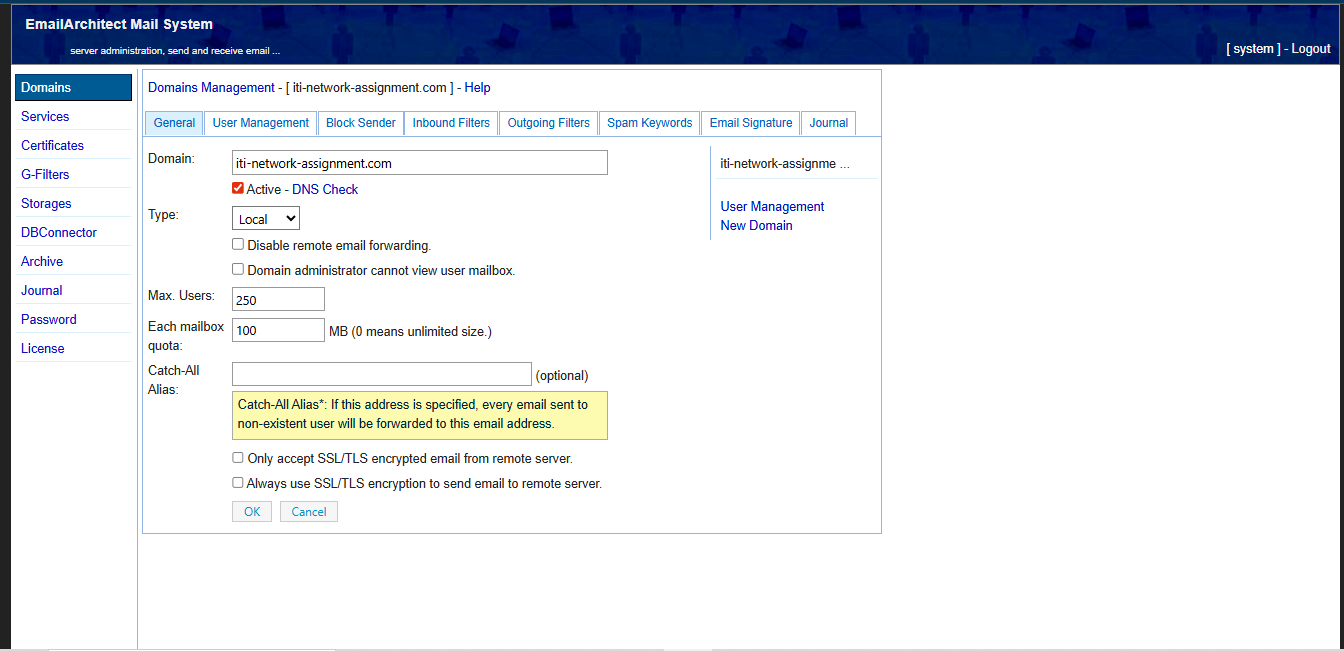 EmailArchitect Mail System
server administration, send and receive email ...
[ system ] - Logout
Domains
Services
Certificates
G-Filters
Storages
DBConnector
Archive
Journal
Password
License
Domains Management - [ iti-network-assignment.com ] - Help
General User Management Block Sender Inbound Filters Outgoing Filters Spam Keywords Email Signature Journal
Domain: iti-network-assignment.com
Active - DNS Check
Type: Local
Disable remote email forwarding.
Domain administrator cannot view user mailbox.
Max. Users: 250
Each mailbox
quota: 100 MB (0 means unlimited size.)
Catch-All
Alias: (optional)
Catch-All Alias*: If this address is specified, every email sent to
non-existent user will be forwarded to this email address.
Only accept SSL/TLS encrypted email from remote server.
Always use SSL/TLS encryption to send email to remote server.
OK Cancel
iti-network-assignme ...
User Management
New Domain